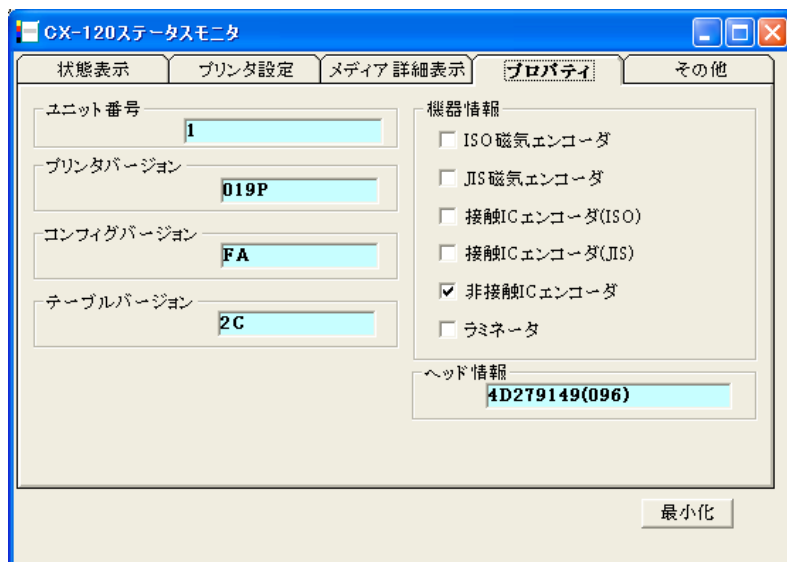 CX-120ステータスモニタ
状態表示 プリンタ設定 メディア詳細表示 プロパティ その他
ユニット番号
1
プリンタバージョン
019P
コンフィグバージョン
FA
テーブルバージョン
2C
機器情報
ISO磁気エンコーダ
JIS磁気エンコーダ
接触ICエンコーダ(ISO)
接触ICエンコーダ(JIS)
非接触ICエンコーダ
ラミネータ
ヘッド情報
4D279149(096)
最小化